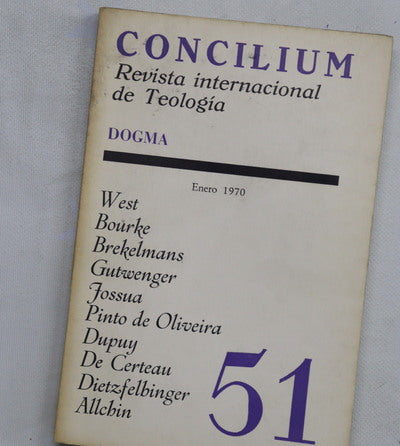 CONCILIUM
Revista internacional
de Teología
DOGMA
Enero 1970
West
Bourke
Brekelmans
Gutwenger
Jossua
Pinto de Oliveira
Dupuy
De Certeau
Dietzfelbinger
Allchin
51